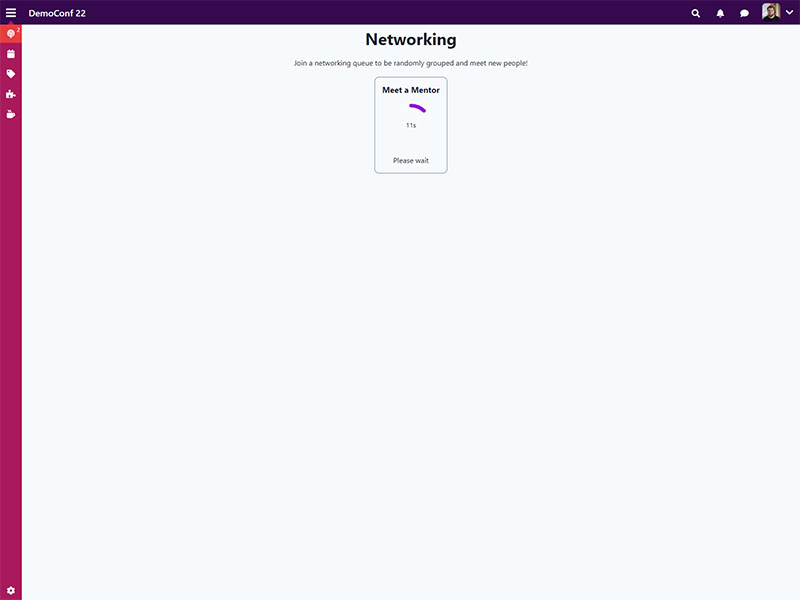 DemoConf 22
2
Networking
Join a networking queue to be randomly grouped and meet new people!
Meet a Mentor
11s
Please wait